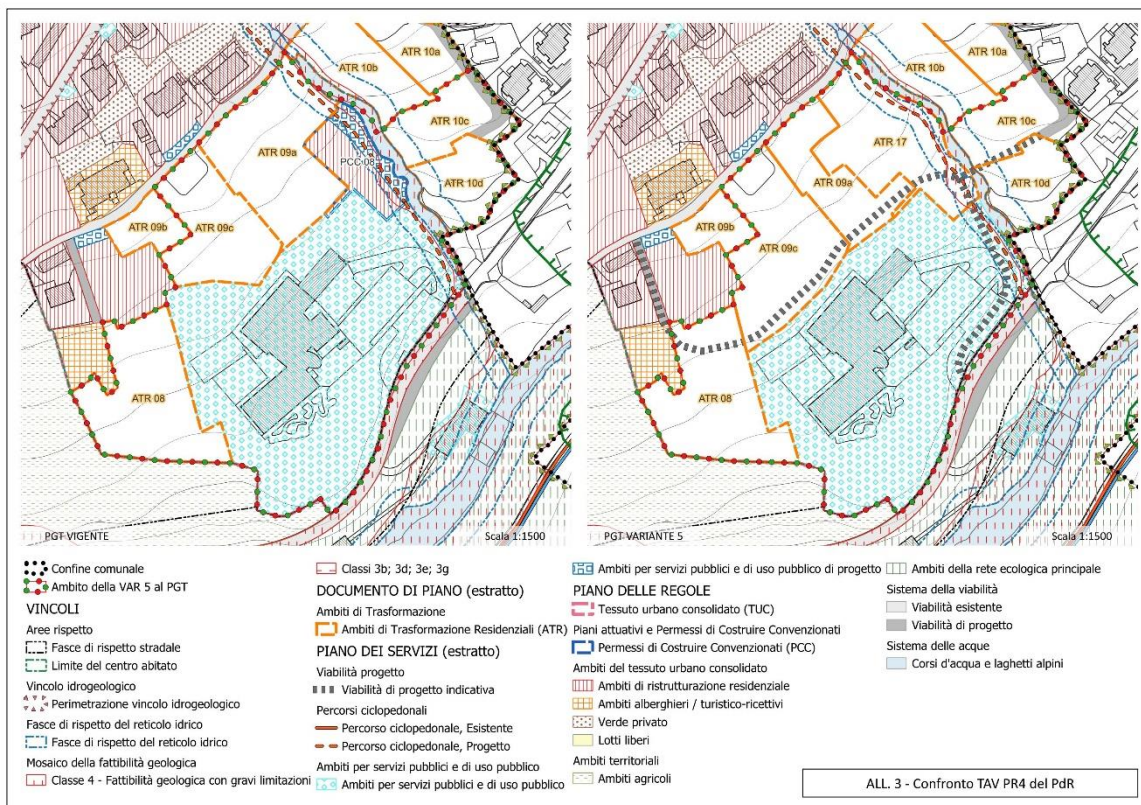 ATR 10a
ATR 10b
ATR 10c
ATR 09a
PCC-08
ATR 10d
ATR 09b
ATR 09c
ATR 08
PGT VIGENTE
Scala 1:1500
ATR 10a
ATR 10b
ATR 10c
ATR 17
ATR 10d
ATR 09a
ATR 09b
ATR 09c
ATR 08
PGT VARIANTE 5
Scala 1:1500
Confine comunale
Ambito della VAR 5 al PGT
VINCOLI
Aree rispetto
Fasce di rispetto stradale
Limite del centro abitato
Vincolo idrogeologico
Perimetrazione vincolo idrogeologico
Fasce di rispetto del reticolo idrico
Fasce di rispetto del reticolo idrico
Mosaico della fattibilità geologica
Classe 4 - Fattibilità geologica con gravi limitazioni
Classi 3b; 3d; 3e; 3g
DOCUMENTO DI PIANO (estratto)
Ambiti di Trasformazione
Ambiti di Trasformazione Residenziali (ATR)
PIANO DEI SERVIZI (estratto)
Viabilità progetto
Viabilità di progetto indicativa
Percorsi ciclopedonali
Percorso ciclopedonale, Esistente
Percorso ciclopedonale, Progetto
Ambiti per servizi pubblici e di uso pubblico
Ambiti per servizi pubblici e di uso pubblico
Ambiti per servizi pubblici e di uso pubblico di progetto
PIANO DELLE REGOLE
Tessuto urbano consolidato (TUC)
Piani attuativi e Permessi di Costruire Convenzionati
Permessi di Costruire Convenzionati (PCC)
Ambiti del tessuto urbano consolidato
Ambiti di ristrutturazione residenziale
Ambiti alberghieri / turistico-ricettivi
Verde privato
Lotti liberi
Ambiti territoriali
Ambiti agricoli
Ambiti della rete ecologica principale
Sistema della viabilità
Viabilità esistente
Viabilità di progetto
Sistema delle acque
Corsi d'acqua e laghetti alpini
ALL. 3 - Confronto TAV PR4 del PdR